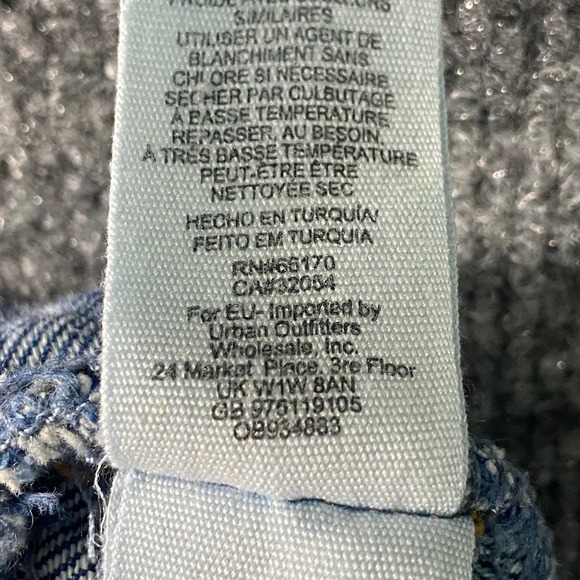 SIMILAIRES
UTILISER UN AGENT DE
BLANCHIMENT SANS
CHLORE SI NÉCESSAIRE
SÉCHER PAR CULBUTAGE
À BASSE TEMPÉRATURE
REPASSER, AU BESOIN,
À TRÈS BASSE TEMPÉRATURE
PEUT-ÊTRE ÊTRE
NETTOYÉE SEC
HECHO EN TURQUÍA/
FEITO EM TURQUIA
RN#66170
CA#32054
For EU- Imported by
Urban Outfitters
Wholesale, Inc.
24 Market Place, 3re Floor
UK W1W 8AN
GB 976119105
OB934883